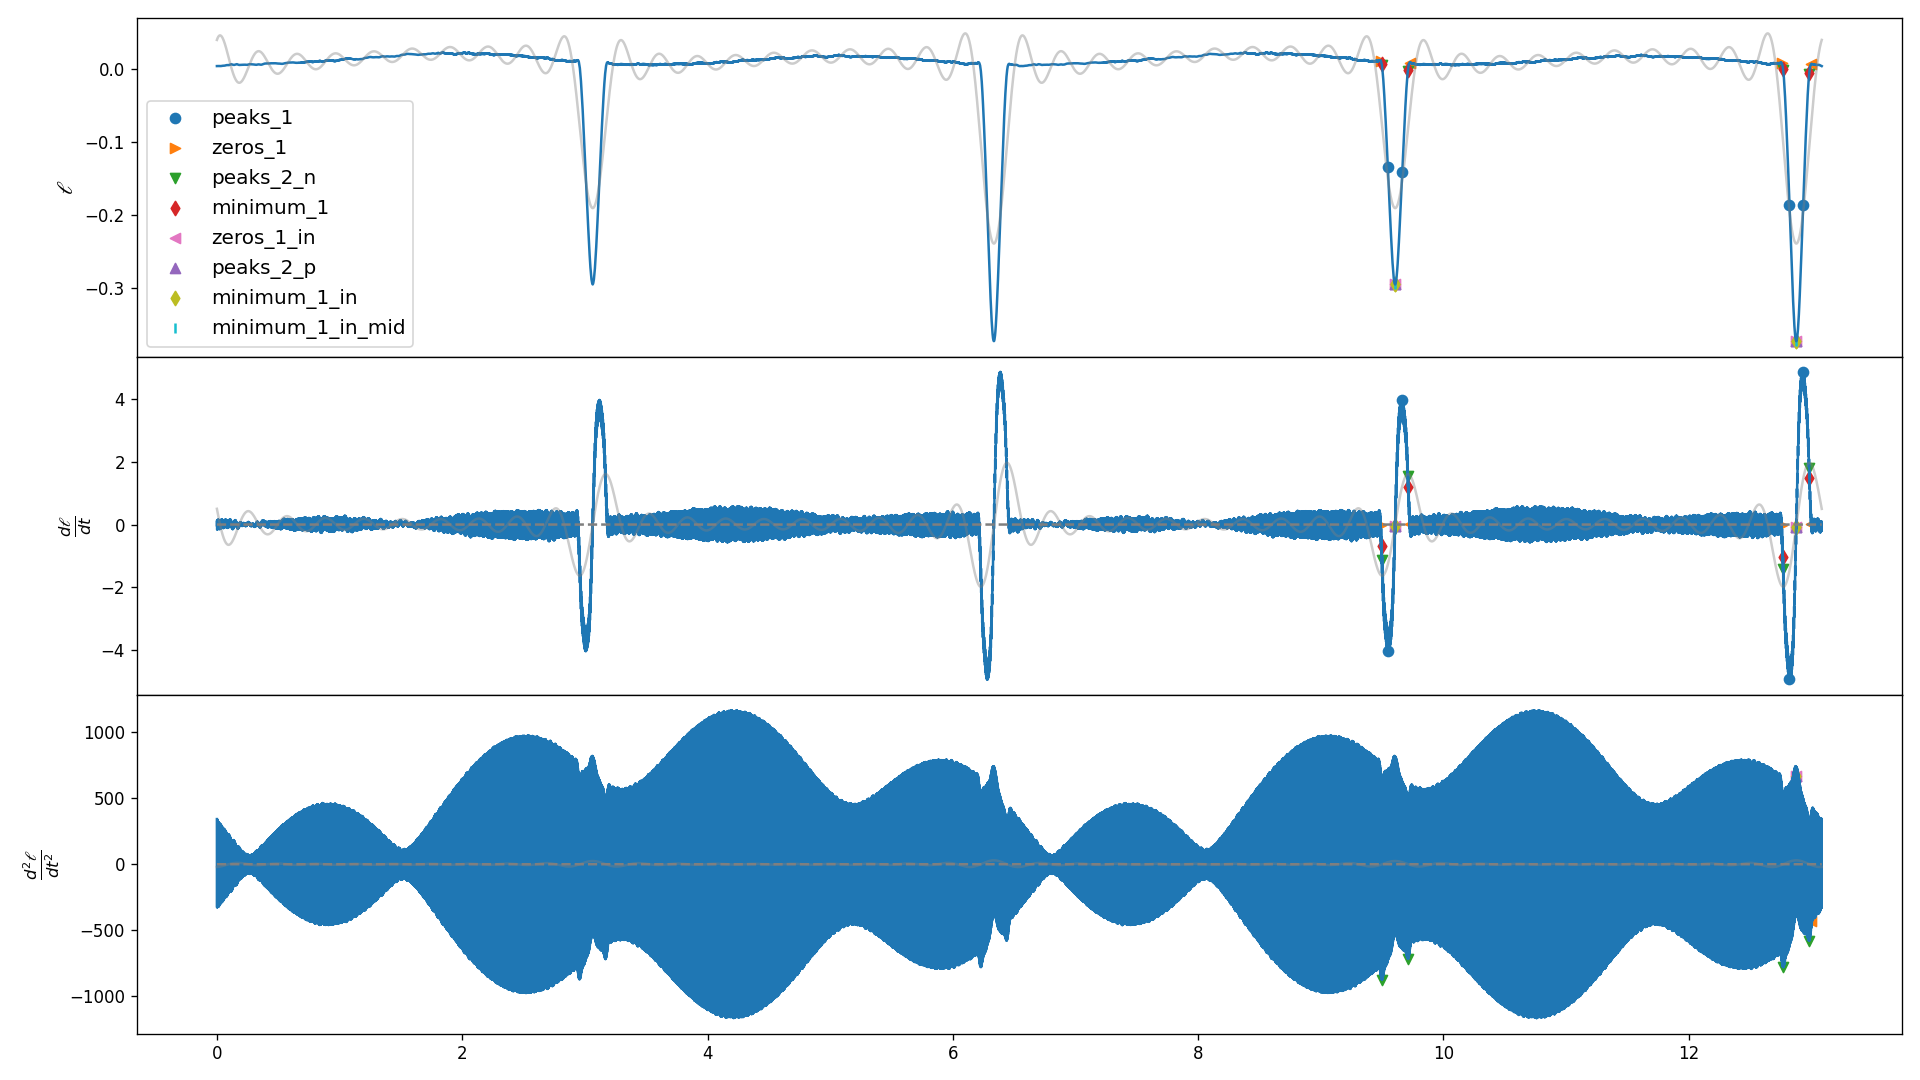 0.0
−0.1
−0.2
−0.3
ℓ
peaks_1
zeros_1
peaks_2_n
minimum_1
zeros_1_in
peaks_2_p
minimum_1_in
minimum_1_in_mid
4
2
0
−2
−4
dℓ
dt
1000
500
0
−500
−1000
d²ℓ
dt²
0 2 4 6 8 10 12